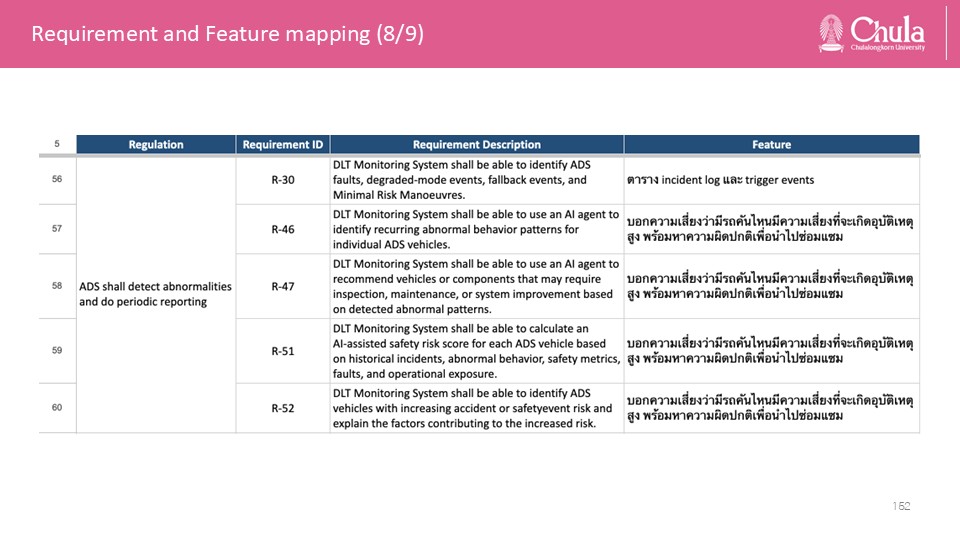 Requirement and Feature mapping (8/9)
Chula
Chulalongkorn University
5 Regulation Requirement ID Requirement Description Feature
56 R-30 DLT Monitoring System shall be able to identify ADS
faults, degraded-mode events, fallback events, and
Minimal Risk Manoeuvres.
ตาราง incident log และ trigger events
57 R-46 DLT Monitoring System shall be able to use an AI agent to
identify recurring abnormal behavior patterns for
individual ADS vehicles.
บอกความเสี่ยงว่ามีรถคันไหนมีความเสี่ยงที่จะเกิดอุบัติเหตุ
สูง พร้อมหาความผิดปกติเพื่อนำไปซ่อมแซม
58 ADS shall detect abnormalities
and do periodic reporting
R-47 DLT Monitoring System shall be able to use an AI agent to
recommend vehicles or components that may require
inspection, maintenance, or system improvement based
on detected abnormal patterns.
บอกความเสี่ยงว่ามีรถคันไหนมีความเสี่ยงที่จะเกิดอุบัติเหตุ
สูง พร้อมหาความผิดปกติเพื่อนำไปซ่อมแซม
59 R-51 DLT Monitoring System shall be able to calculate an
AI-assisted safety risk score for each ADS vehicle based
on historical incidents, abnormal behavior, safety metrics,
faults, and operational exposure.
บอกความเสี่ยงว่ามีรถคันไหนมีความเสี่ยงที่จะเกิดอุบัติเหตุ
สูง พร้อมหาความผิดปกติเพื่อนำไปซ่อมแซม
60 R-52 DLT Monitoring System shall be able to identify ADS
vehicles with increasing accident or safetyevent risk and
explain the factors contributing to the increased risk.
บอกความเสี่ยงว่ามีรถคันไหนมีความเสี่ยงที่จะเกิดอุบัติเหตุ
สูง พร้อมหาความผิดปกติเพื่อนำไปซ่อมแซม
152